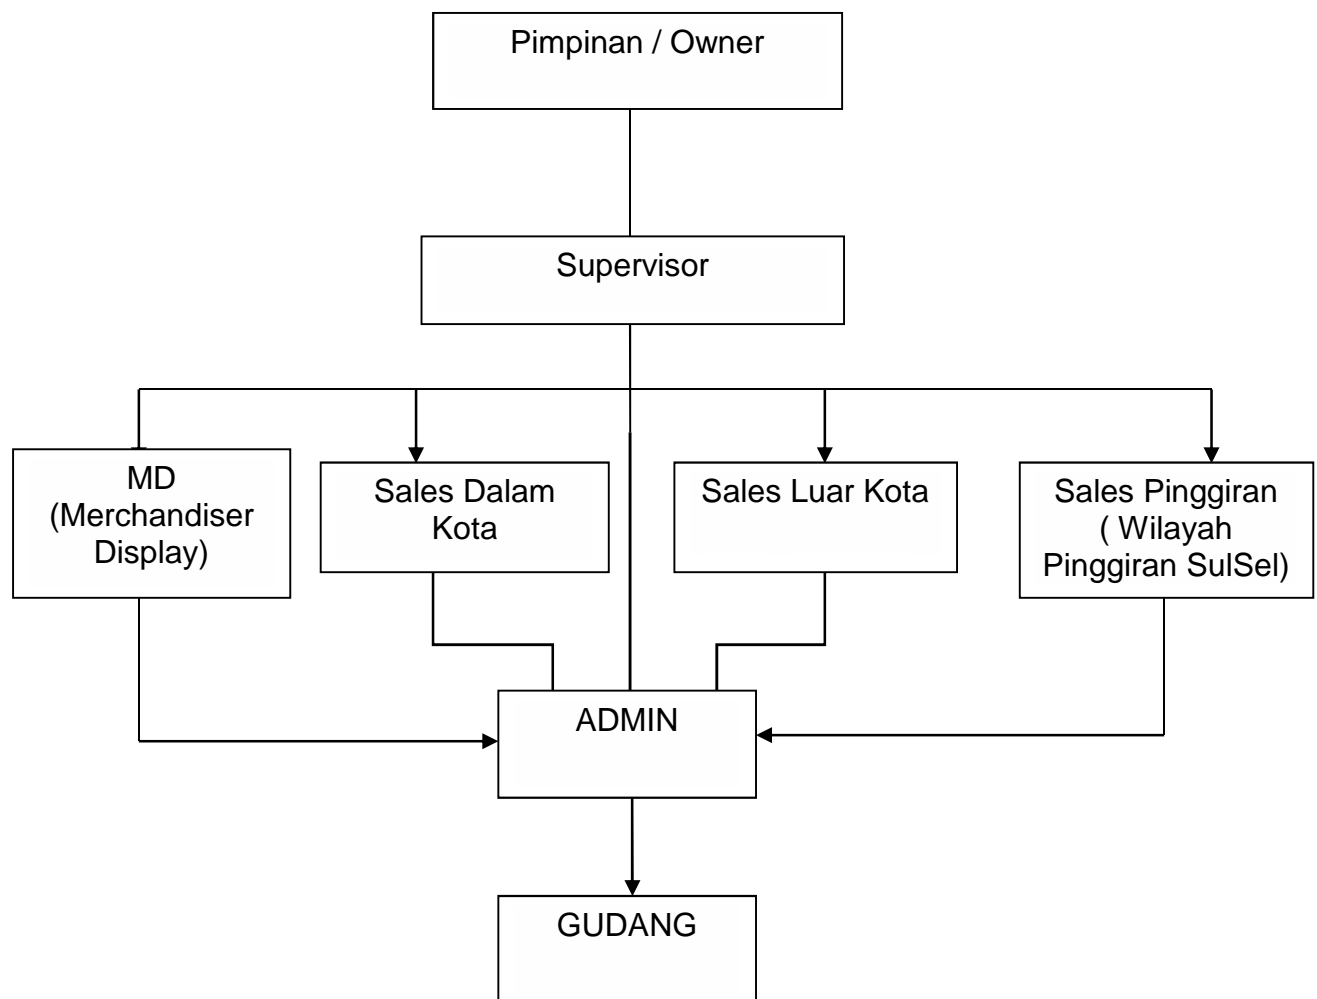 Pimpinan / Owner
Supervisor
MD
(Merchandiser
Display)
Sales Dalam
Kota
Sales Luar Kota
Sales Pinggiran
( Wilayah
Pinggiran SulSel)
ADMIN
GUDANG